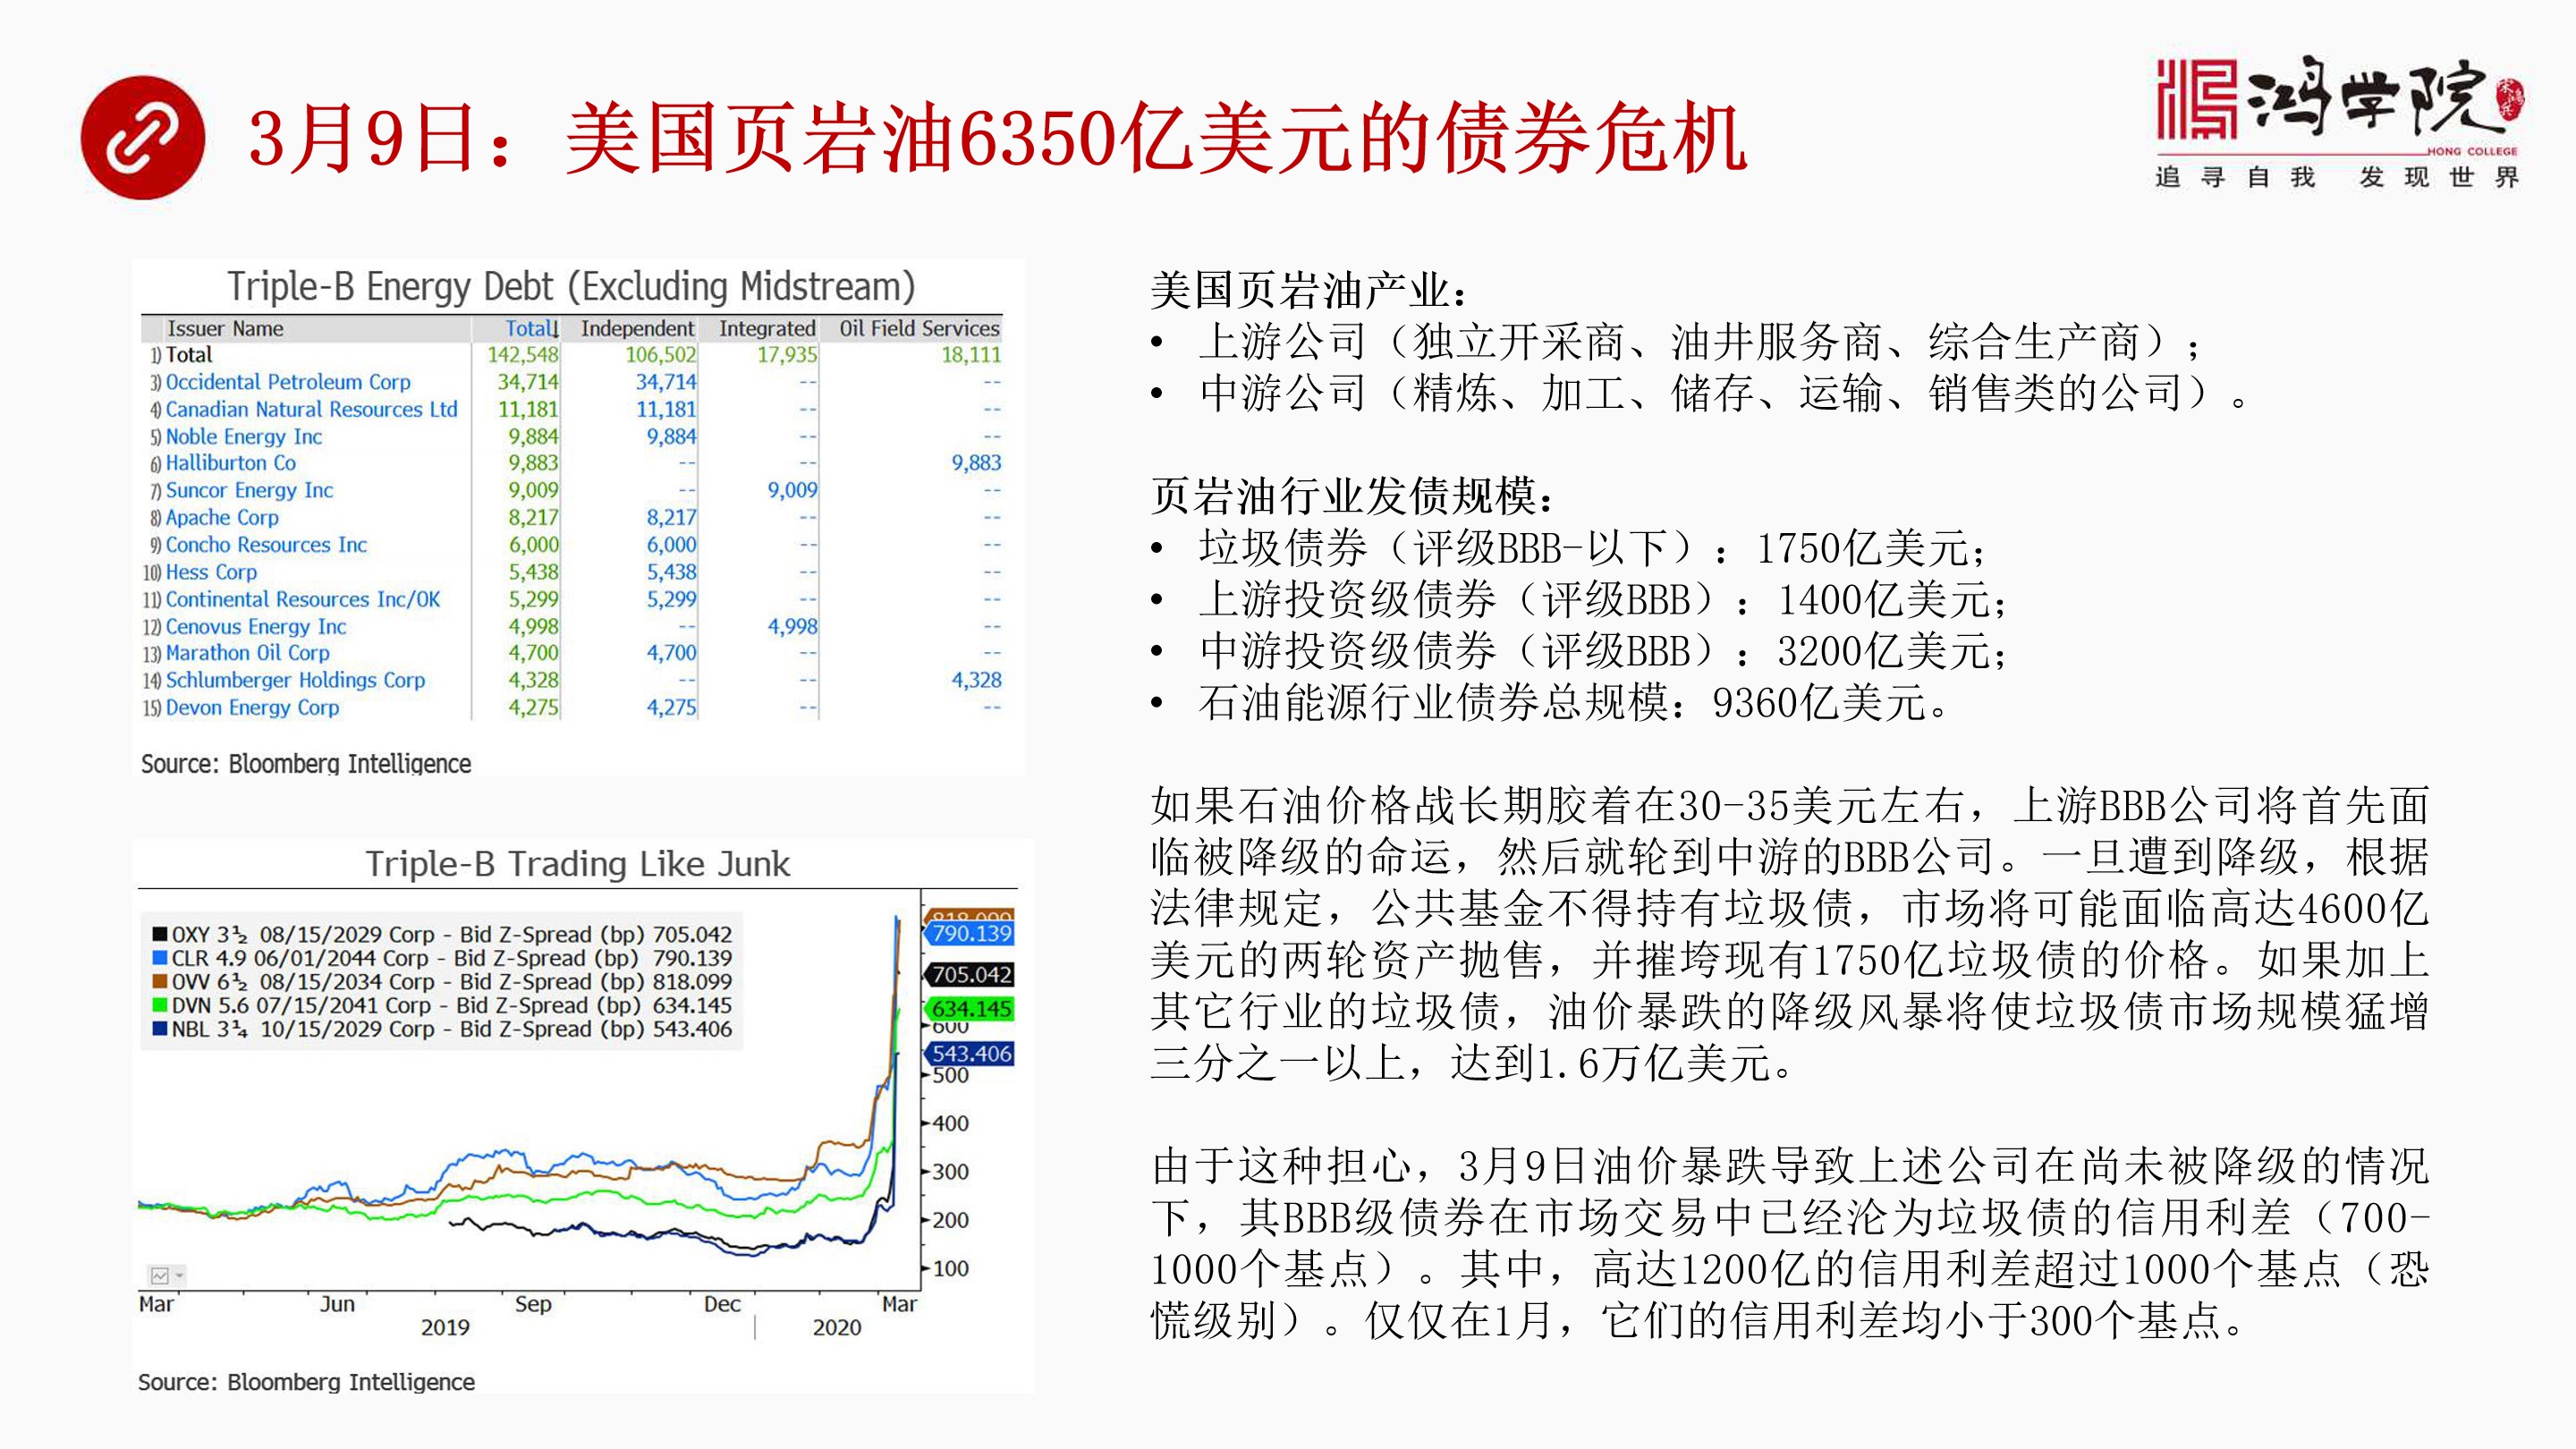 3月9日：美国页岩油6350亿美元的债券危机
鸿学院
HONG COLLEGE
追寻自我 发现世界
Triple-B Energy Debt (Excluding Midstream)
Issuer Name Total↓ Independent Integrated Oil Field Services
1) Total 142,548 106,502 17,935 18,111
3) Occidental Petroleum Corp 34,714 34,714 -- --
4) Canadian Natural Resources Ltd 11,181 11,181 -- --
5) Noble Energy Inc 9,884 9,884 -- --
6) Halliburton Co 9,883 -- -- 9,883
7) Suncor Energy Inc 9,009 -- 9,009 --
8) Apache Corp 8,217 8,217 -- --
9) Concho Resources Inc 6,000 6,000 -- --
10) Hess Corp 5,438 5,438 -- --
11) Continental Resources Inc/OK 5,299 5,299 -- --
12) Cenovus Energy Inc 4,998 -- 4,998 --
13) Marathon Oil Corp 4,700 4,700 -- --
14) Schlumberger Holdings Corp 4,328 -- -- 4,328
15) Devon Energy Corp 4,275 4,275 -- --
Source: Bloomberg Intelligence
Triple-B Trading Like Junk
OXY 3½ 08/15/2029 Corp - Bid Z-Spread (bp) 705.042
CLR 4.9 06/01/2044 Corp - Bid Z-Spread (bp) 790.139
OVV 6½ 08/15/2034 Corp - Bid Z-Spread (bp) 818.099
DVN 5.6 07/15/2041 Corp - Bid Z-Spread (bp) 634.145
NBL 3¼ 10/15/2029 Corp - Bid Z-Spread (bp) 543.406
818.099
790.139
705.042
634.145
600
543.406
500
400
300
200
100
Mar Jun Sep Dec Mar
2019 2020
Source: Bloomberg Intelligence
美国页岩油产业：
• 上游公司（独立开采商、油井服务商、综合生产商）；
• 中游公司（精炼、加工、储存、运输、销售类的公司）。
页岩油行业发债规模：
• 垃圾债券（评级BBB-以下）：1750亿美元；
• 上游投资级债券（评级BBB）：1400亿美元；
• 中游投资级债券（评级BBB）：3200亿美元；
• 石油能源行业债券总规模：9360亿美元。
如果石油价格战长期胶着在30-35美元左右，上游BBB公司将首先面
临被降级的命运，然后就轮到中游的BBB公司。一旦遭到降级，根据
法律规定，公共基金不得持有垃圾债，市场将可能面临高达4600亿
美元的两轮资产抛售，并摧垮现有1750亿垃圾债的价格。如果加上
其它行业的垃圾债，油价暴跌的降级风暴将使垃圾债市场规模猛增
三分之一以上，达到1.6万亿美元。
由于这种担心，3月9日油价暴跌导致上述公司在尚未被降级的情况
下，其BBB级债券在市场交易中已经沦为垃圾债的信用利差（700-
1000个基点）。其中，高达1200亿的信用利差超过1000个基点（恐
慌级别）。仅仅在1月，它们的信用利差均小于300个基点。